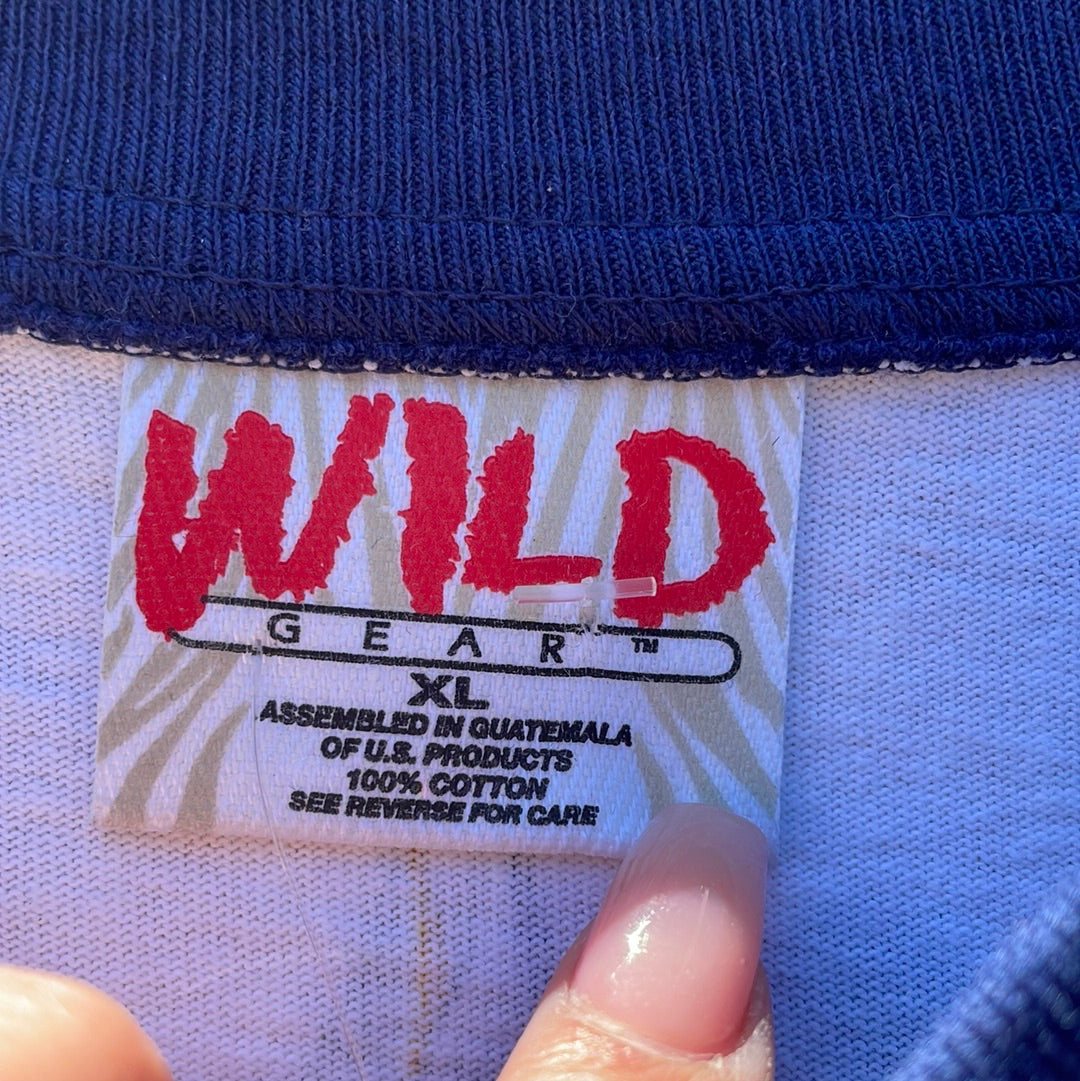 WILD
GEAR™
XL
ASSEMBLED IN GUATEMALA
OF U.S. PRODUCTS
100% COTTON
SEE REVERSE FOR CARE